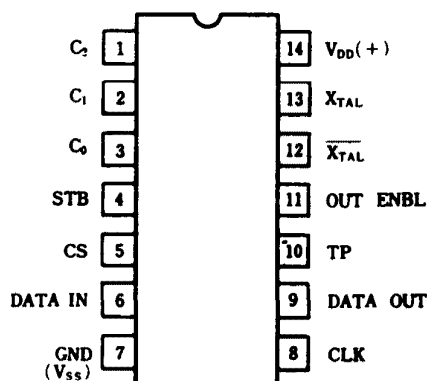 C₂ 1 14 VDD(+)
C₁ 2 13 XTAL
C₀ 3 12 X̅T̅A̅L̅
STB 4 11 OUT ENBL
CS 5 10 TP
DATA IN 6 9 DATA OUT
GND 7 8 CLK
(VSS)